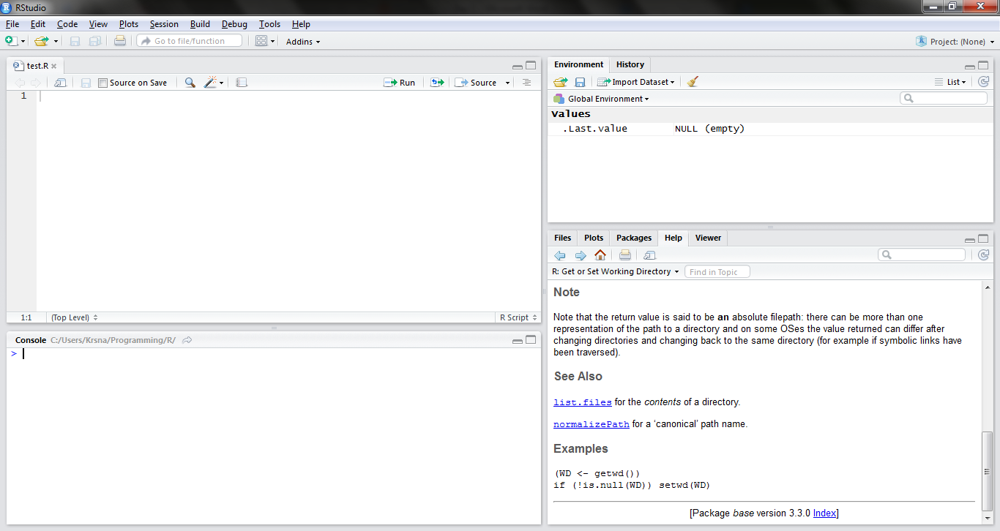 RStudio
File Edit Code View Plots Session Build Debug Tools Help
Go to file/function Addins Project: (None)
test.R
Source on Save Run Source
1
1:1 (Top Level) R Script
Console C:/Users/Krsna/Programming/R/
>
Environment History
Import Dataset List
Global Environment
Values
.Last.value NULL (empty)
Files Plots Packages Help Viewer
R: Get or Set Working Directory Find in Topic
Note
Note that the return value is said to be an absolute filepath: there can be more than one
representation of the path to a directory and on some OSes the value returned can differ after
changing directories and changing back to the same directory (for example if symbolic links have
been traversed).
See Also
list.files for the contents of a directory.
normalizePath for a ‘canonical’ path name.
Examples
(WD <- getwd())
if (!is.null(WD)) setwd(WD)
[Package base version 3.3.0 Index]